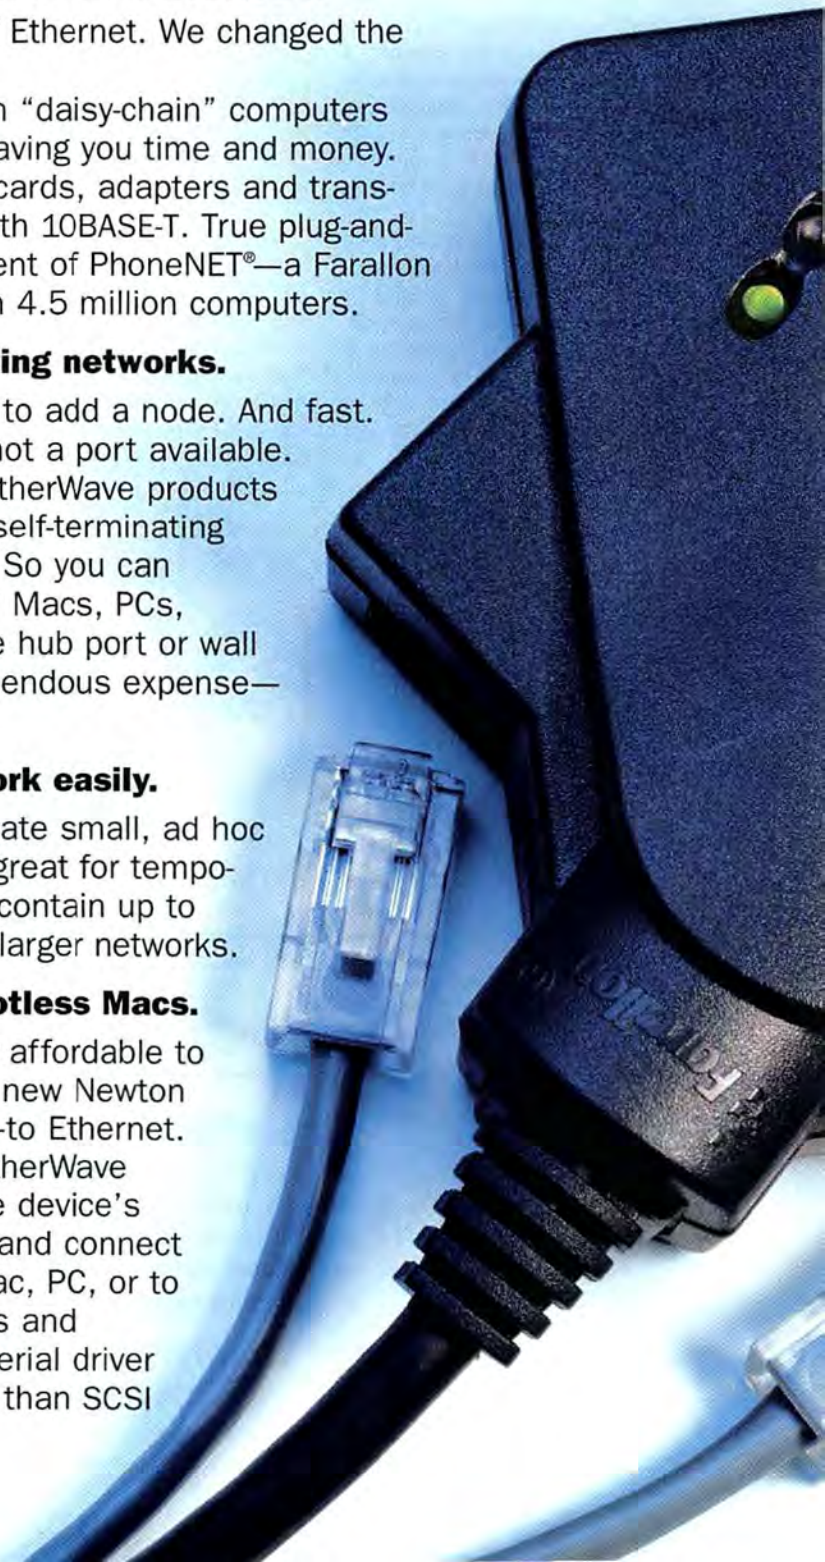 Ethernet. We changed the
"daisy-chain" computers
aving you time and money.
cards, adapters and trans-
th 10BASE-T. True plug-and-
ent of PhoneNET®—a Farallon
4.5 million computers.
ing networks.
to add a node. And fast.
not a port available.
therWave products
self-terminating
So you can
Macs, PCs,
e hub port or wall
endous expense—
ork easily.
ate small, ad hoc
great for tempo-
contain up to
larger networks.
otless Macs.
affordable to
new Newton
-to Ethernet.
herWave
e device's
and connect
ac, PC, or to
s and
erial driver
than SCSI
Farallon